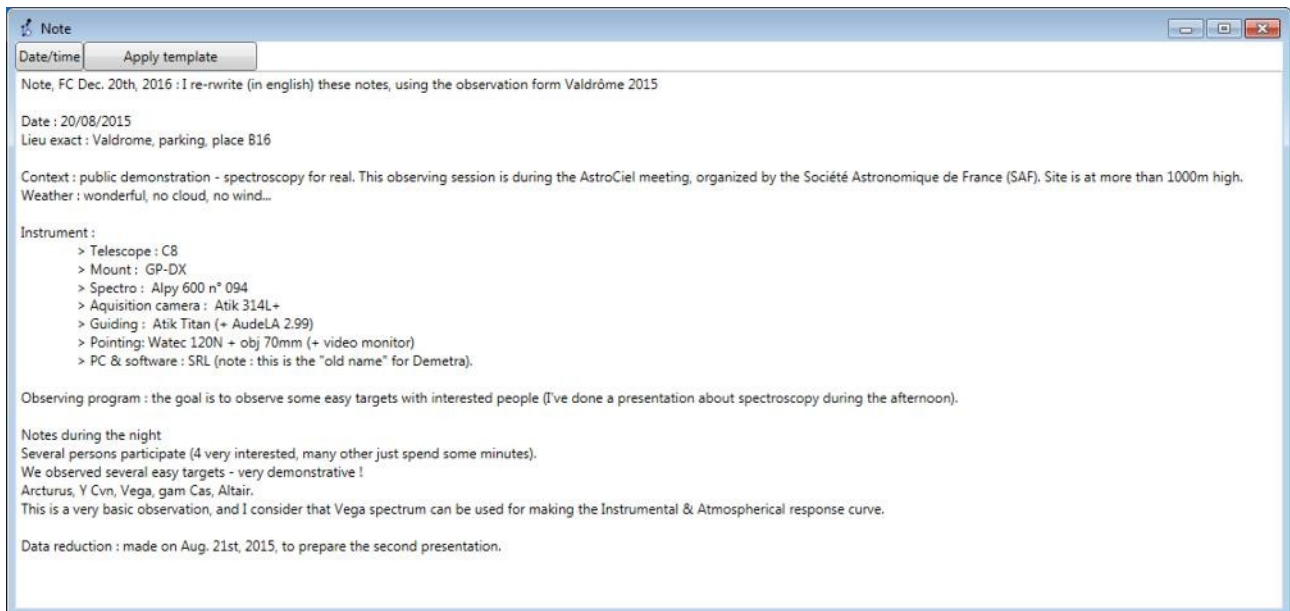 Note
Date/time Apply template
Note, FC Dec. 20th, 2016 : I re-rwrite (in english) these notes, using the observation form Valdrôme 2015
Date : 20/08/2015
Lieu exact : Valdrome, parking, place B16
Context : public demonstration - spectroscopy for real. This observing session is during the AstroCiel meeting, organized by the Société Astronomique de France (SAF). Site is at more than 1000m high.
Weather : wonderful, no cloud, no wind...
Instrument :
> Telescope : C8
> Mount : GP-DX
> Spectro : Alpy 600 n° 094
> Aquisition camera : Atik 314L+
> Guiding : Atik Titan (+ AudeLA 2.99)
> Pointing: Watec 120N + obj 70mm (+ video monitor)
> PC & software : SRL (note : this is the "old name" for Demetra).
Observing program : the goal is to observe some easy targets with interested people (I've done a presentation about spectroscopy during the afternoon).
Notes during the night
Several persons participate (4 very interested, many other just spend some minutes).
We observed several easy targets - very demonstrative !
Arcturus, Y Cvn, Vega, gam Cas, Altair.
This is a very basic observation, and I consider that Vega spectrum can be used for making the Instrumental & Atmospherical response curve.
Data reduction : made on Aug. 21st, 2015, to prepare the second presentation.